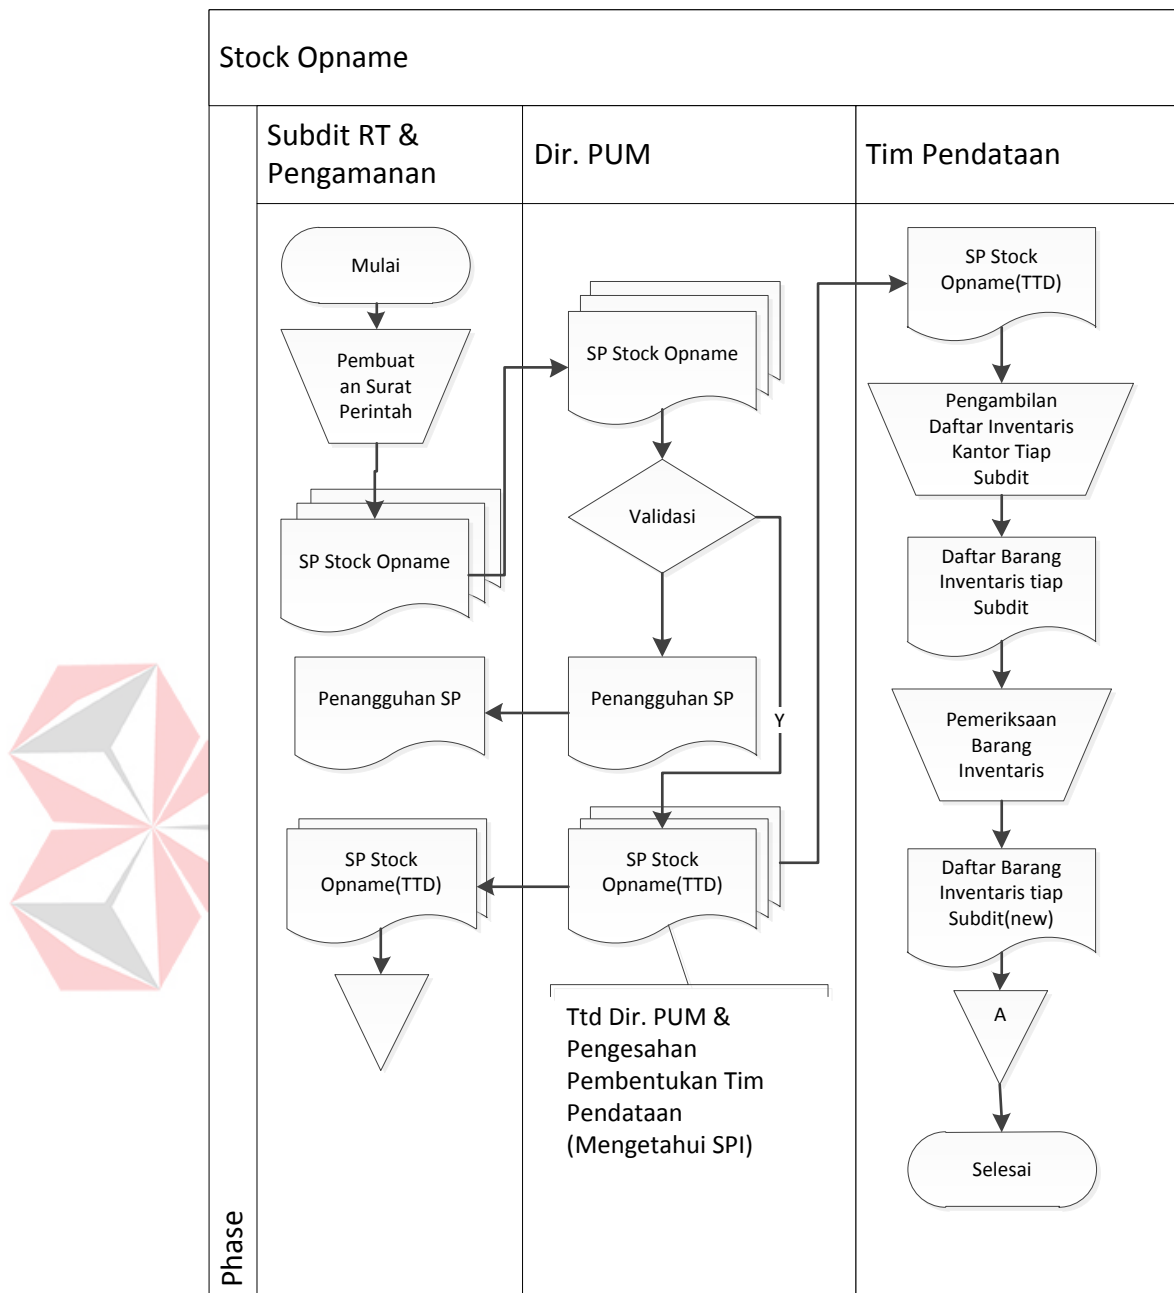 Stock Opname
Subdit RT &
Pengamanan
Dir. PUM
Tim Pendataan
Phase
Mulai
Pembuat
an Surat
Perintah
SP Stock Opname
Penangguhan SP
SP Stock
Opname(TTD)
SP Stock Opname
Validasi
Y
Penangguhan SP
SP Stock
Opname(TTD)
Ttd Dir. PUM &
Pengesahan
Pembentukan Tim
Pendataan
(Mengetahui SPI)
SP Stock
Opname(TTD)
Pengambilan
Daftar Inventaris
Kantor Tiap
Subdit
Daftar Barang
Inventaris tiap
Subdit
Pemeriksaan
Barang
Inventaris
Daftar Barang
Inventaris tiap
Subdit(new)
A
Selesai